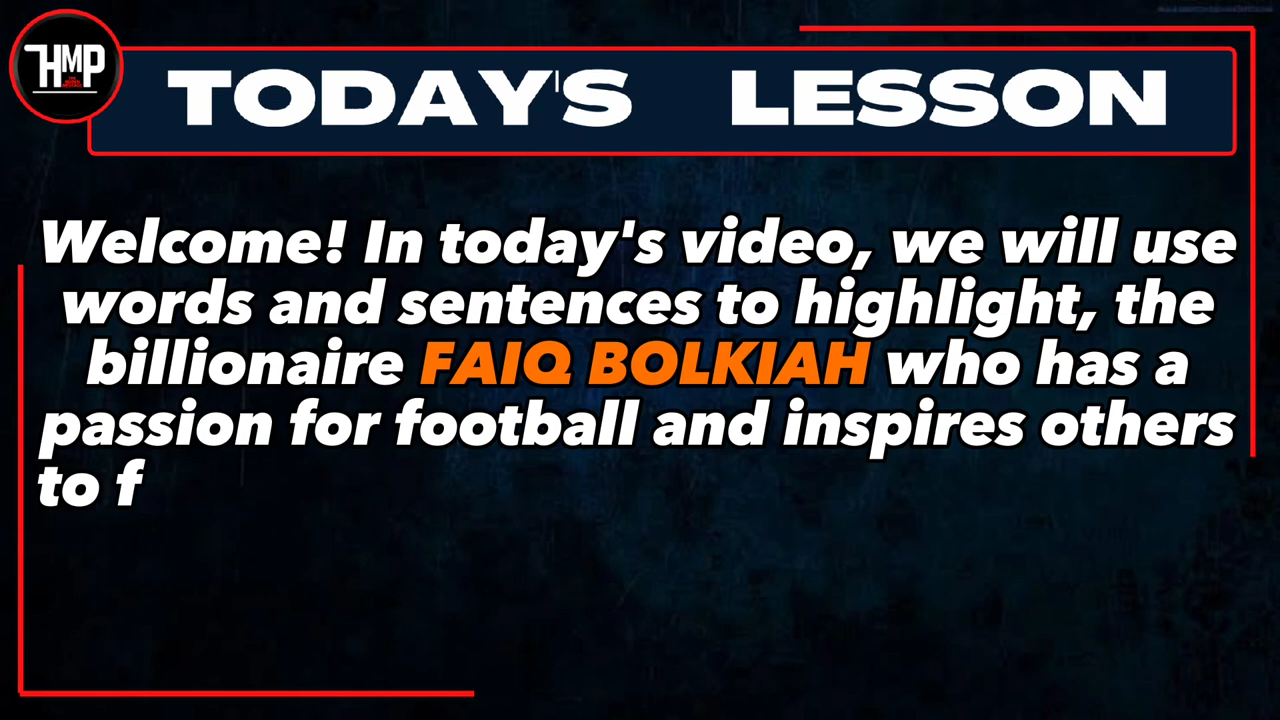 HMP
TODAY'S LESSON
Welcome! In today's video, we will use
words and sentences to highlight, the
billionaire FAIQ BOLKIAH who has a
passion for football and inspires others
to f